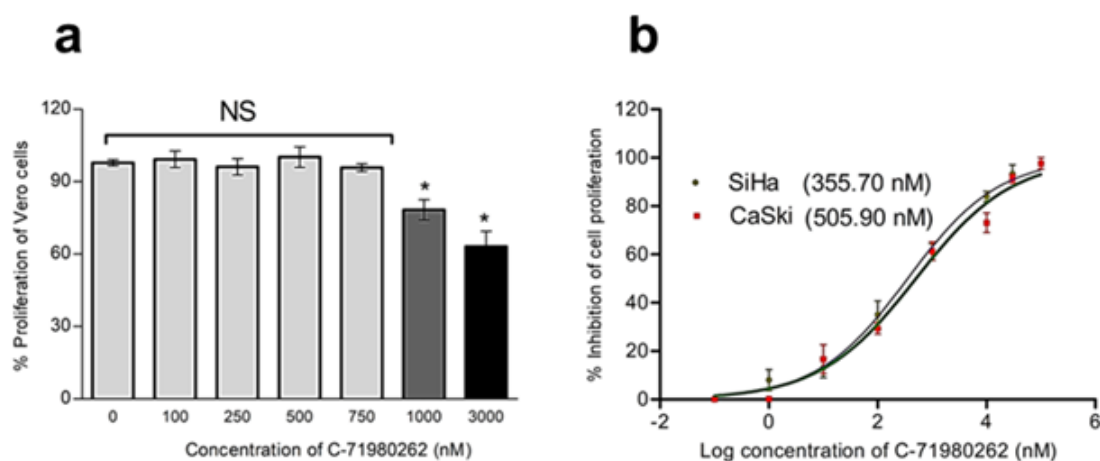 a
% Proliferation of Vero cells
120
90
60
30
0
NS
*
*
0 100 250 500 750 1000 3000
Concentration of C-71980262 (nM)
b
% Inhibition of cell proliferation
120
100
80
60
40
20
0
SiHa (355.70 nM)
CaSki (505.90 nM)
-2 0 2 4 6
Log concentration of C-71980262 (nM)